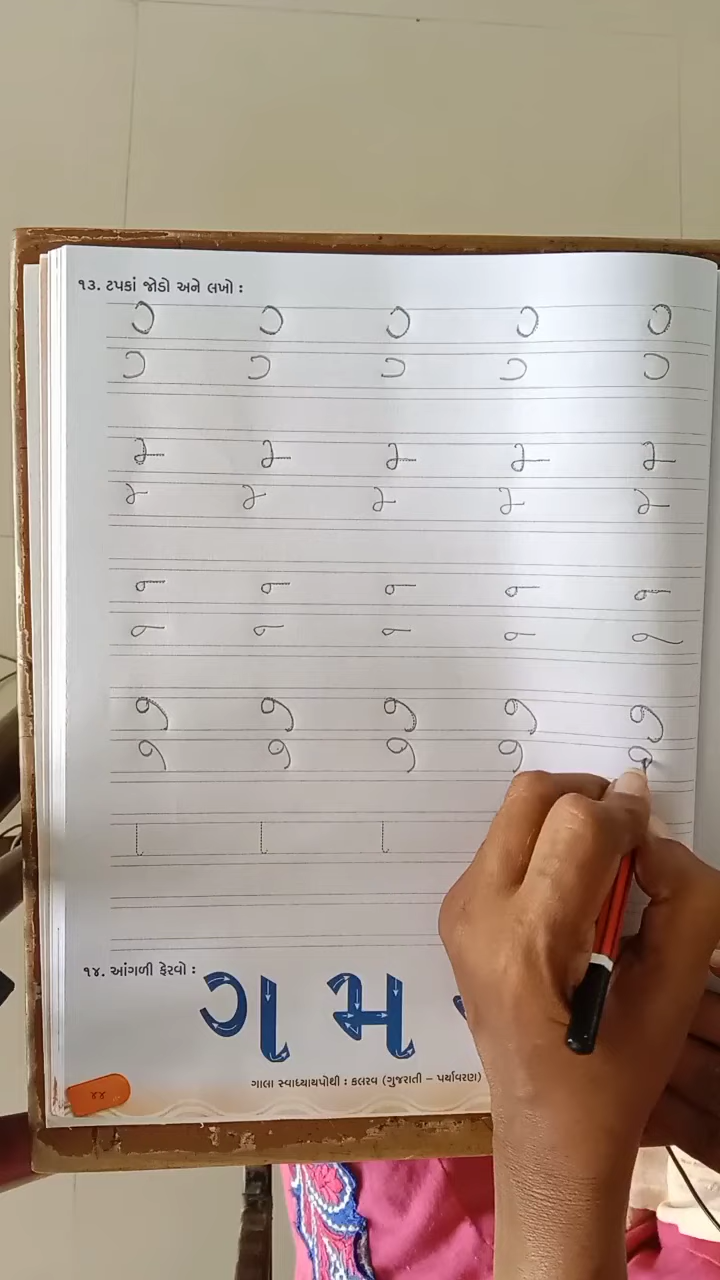 ૧૩. ટપકાં જોડો અને લખો :
૧૪. આંગળી ફેરવો :
ગ મ
ગાલા સ્વાધ્યાયપોથી : કલરવ (ગુજરાતી – પર્યાવરણ)
૪૪